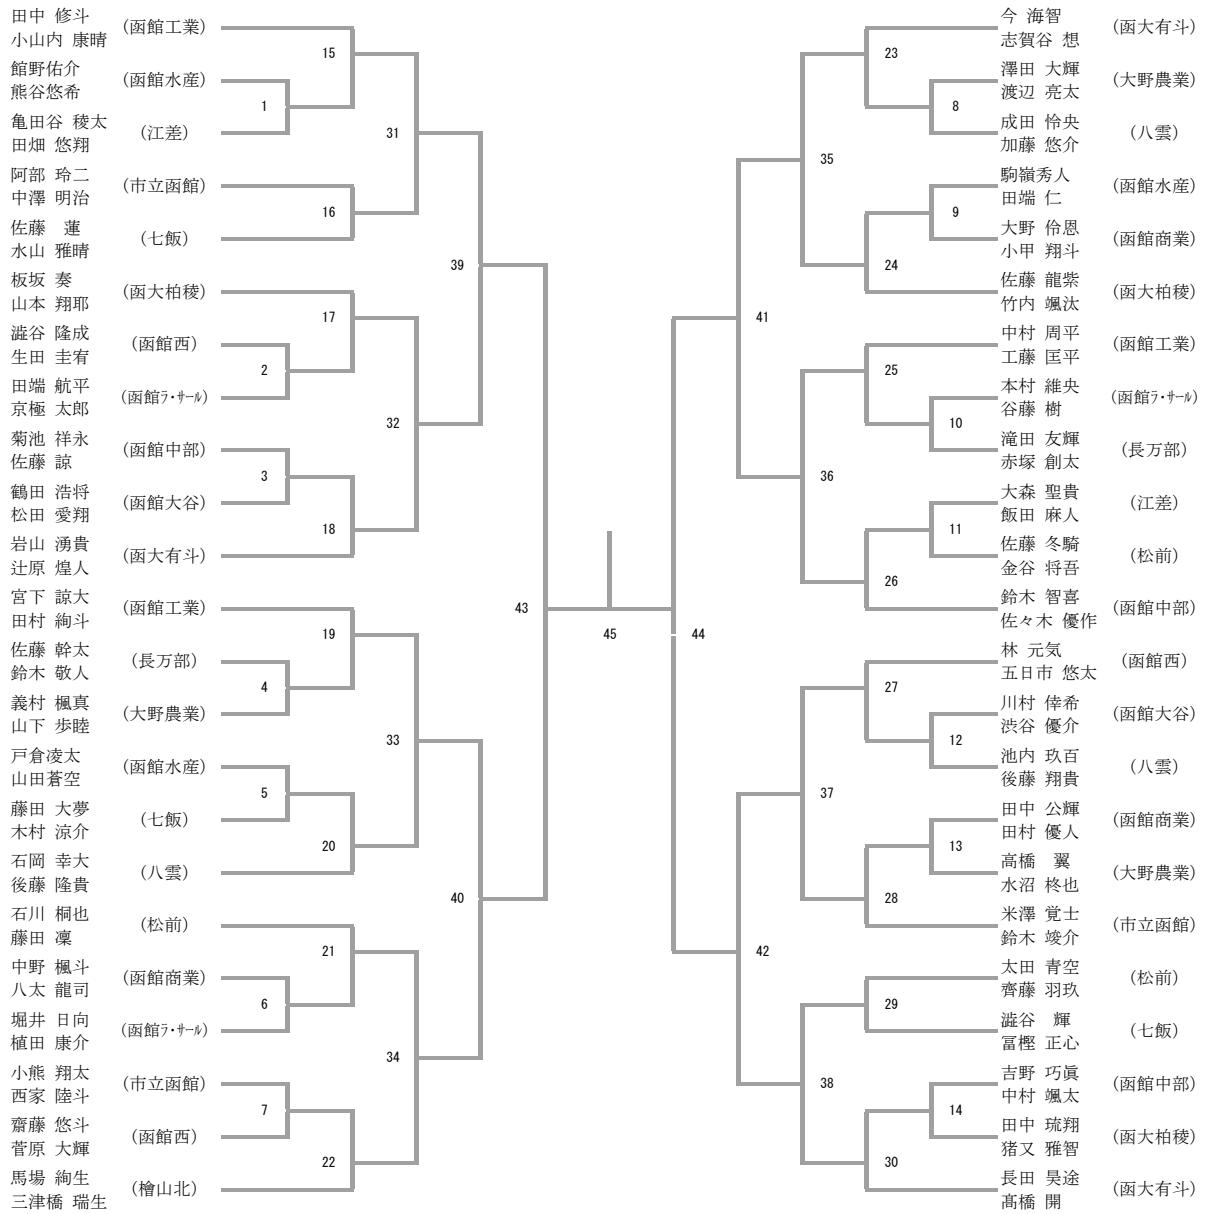 田中 修斗
小山内 康晴
(函館工業)
館野佑介
熊谷悠希
(函館水産)
亀田谷 稜太
田畑 悠翔
(江差)
阿部 玲二
中澤 明治
(市立函館)
佐藤　蓮
水山 雅晴
(七飯)
板坂 奏
山本 翔耶
(函大柏稜)
澁谷 隆成
生田 圭宥
(函館西)
田端 航平
京極 太郎
(函館ﾗ・ｻｰﾙ)
菊池 祥永
佐藤 諒
(函館中部)
鶴田 浩将
松田 愛翔
(函館大谷)
岩山 湧貴
辻原 煌人
(函大有斗)
宮下 諒大
田村 絢斗
(函館工業)
佐藤 幹太
鈴木 敬人
(長万部)
義村 楓真
山下 歩睦
(大野農業)
戸倉凌太
山田蒼空
(函館水産)
藤田 大夢
木村 涼介
(七飯)
石岡 幸大
後藤 隆貴
(八雲)
石川 桐也
藤田 凜
(松前)
中野 楓斗
八太 龍司
(函館商業)
堀井 日向
植田 康介
(函館ﾗ・ｻｰﾙ)
小熊 翔太
西家 陸斗
(市立函館)
齋藤 悠斗
菅原 大輝
(函館西)
馬場 絢生
三津橋 瑞生
(檜山北)
1
2
3
4
5
6
7
15
16
17
18
19
20
21
22
31
32
33
34
39
40
43
45
44
41
42
35
36
37
38
23
24
25
26
27
28
29
30
8
9
10
11
12
13
14
今 海智
志賀谷 想
(函大有斗)
澤田 大輝
渡辺 亮太
(大野農業)
成田 怜央
加藤 悠介
(八雲)
駒嶺秀人
田端 仁
(函館水産)
大野 伶恩
小甲 翔斗
(函館商業)
佐藤 龍紫
竹内 颯汰
(函大柏稜)
中村 周平
工藤 匡平
(函館工業)
本村 維央
谷藤 樹
(函館ﾗ・ｻｰﾙ)
滝田 友輝
赤塚 創太
(長万部)
大森 聖貴
飯田 麻人
(江差)
佐藤 冬騎
金谷 将吾
(松前)
鈴木 智喜
佐々木 優作
(函館中部)
林 元気
五日市 悠太
(函館西)
川村 倖希
渋谷 優介
(函館大谷)
池内 玖百
後藤 翔貴
(八雲)
田中 公輝
田村 優人
(函館商業)
高橋　翼
水沼 柊也
(大野農業)
米澤 覚士
鈴木 竣介
(市立函館)
太田 青空
齊藤 羽玖
(松前)
澁谷　輝
冨樫 正心
(七飯)
吉野 巧眞
中村 颯太
(函館中部)
田中 琉翔
猪又 雅智
(函大柏稜)
長田 昊途
髙橋 開
(函大有斗)